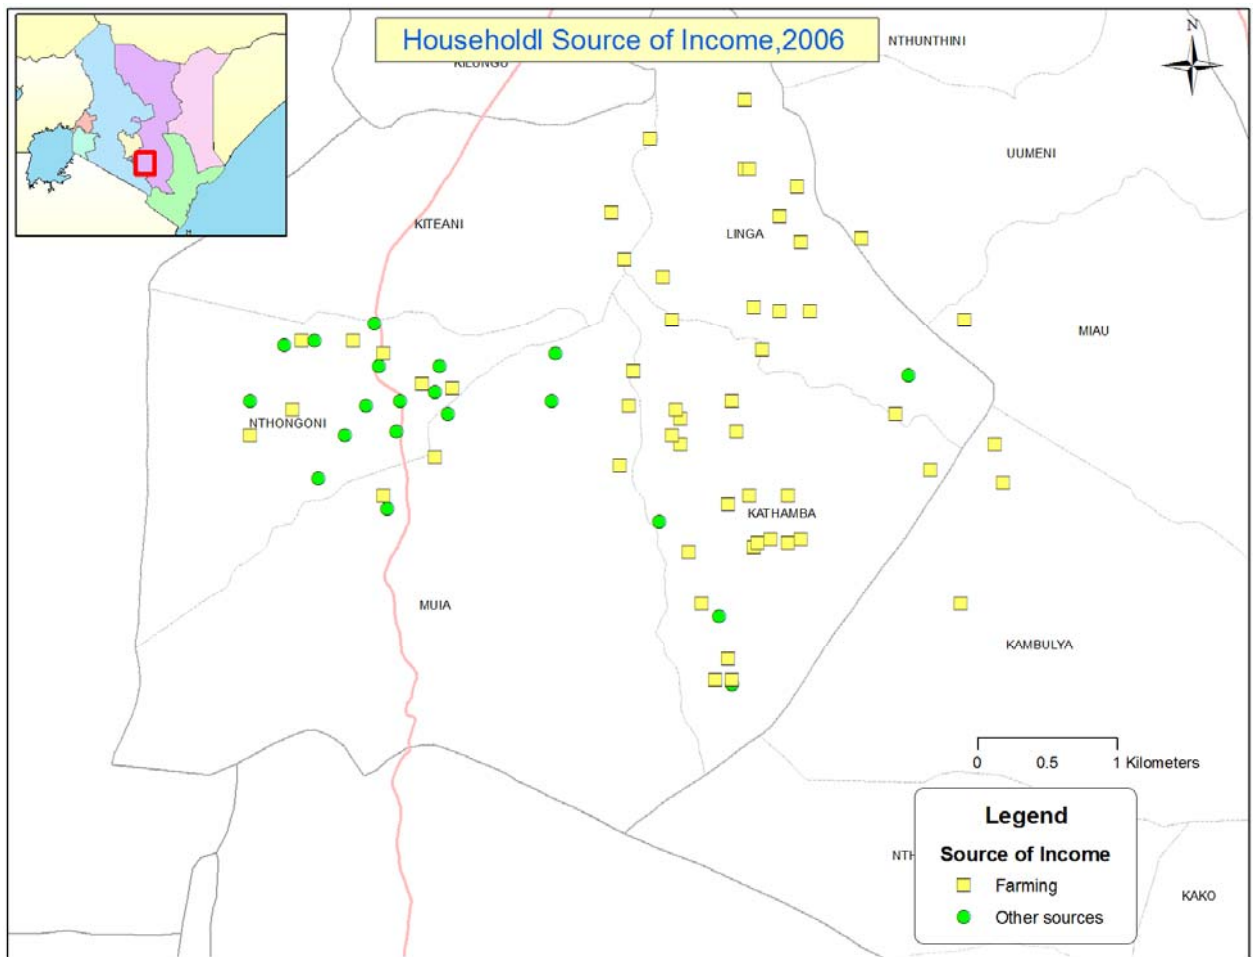 Householdl Source of Income,2006
N
NTHUNTHINI
KILUNGU
UUMENI
KITEANI
LINGA
MIAU
NTHONGONI
KATHAMBA
MUIA
KAMBULYA
0 0.5 1 Kilometers
Legend
NTH
Source of Income
Farming
KAKO
Other sources